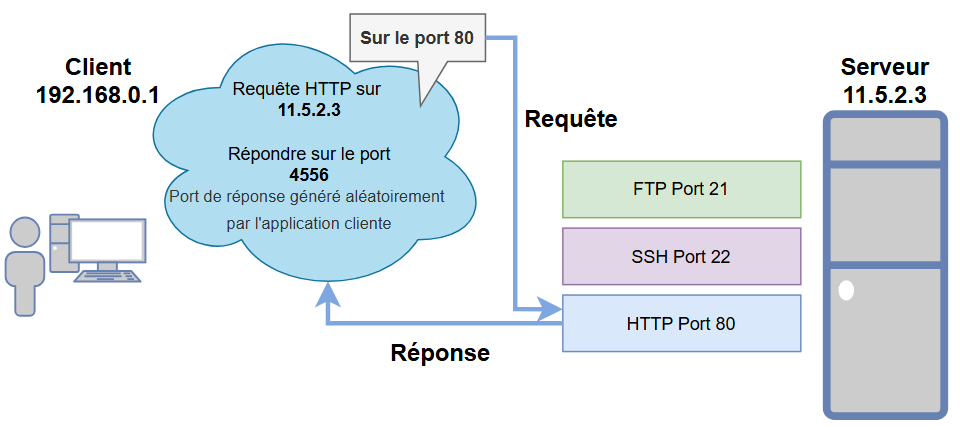 Sur le port 80
Client
192.168.0.1
Requête HTTP sur
11.5.2.3
Répondre sur le port
4556
Port de réponse généré aléatoirement
par l'application cliente
Requête
Serveur
11.5.2.3
FTP Port 21
SSH Port 22
HTTP Port 80
Réponse